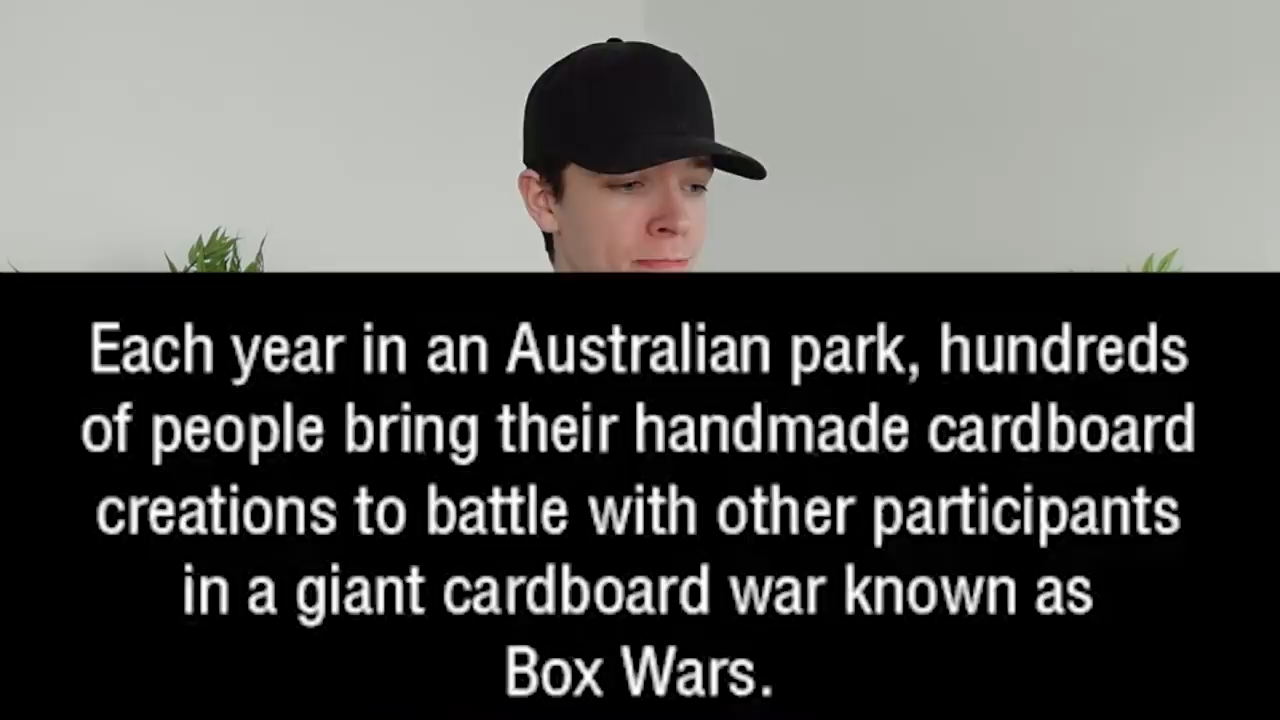 Each year in an Australian park, hundreds
of people bring their handmade cardboard
creations to battle with other participants
in a giant cardboard war known as
Box Wars.